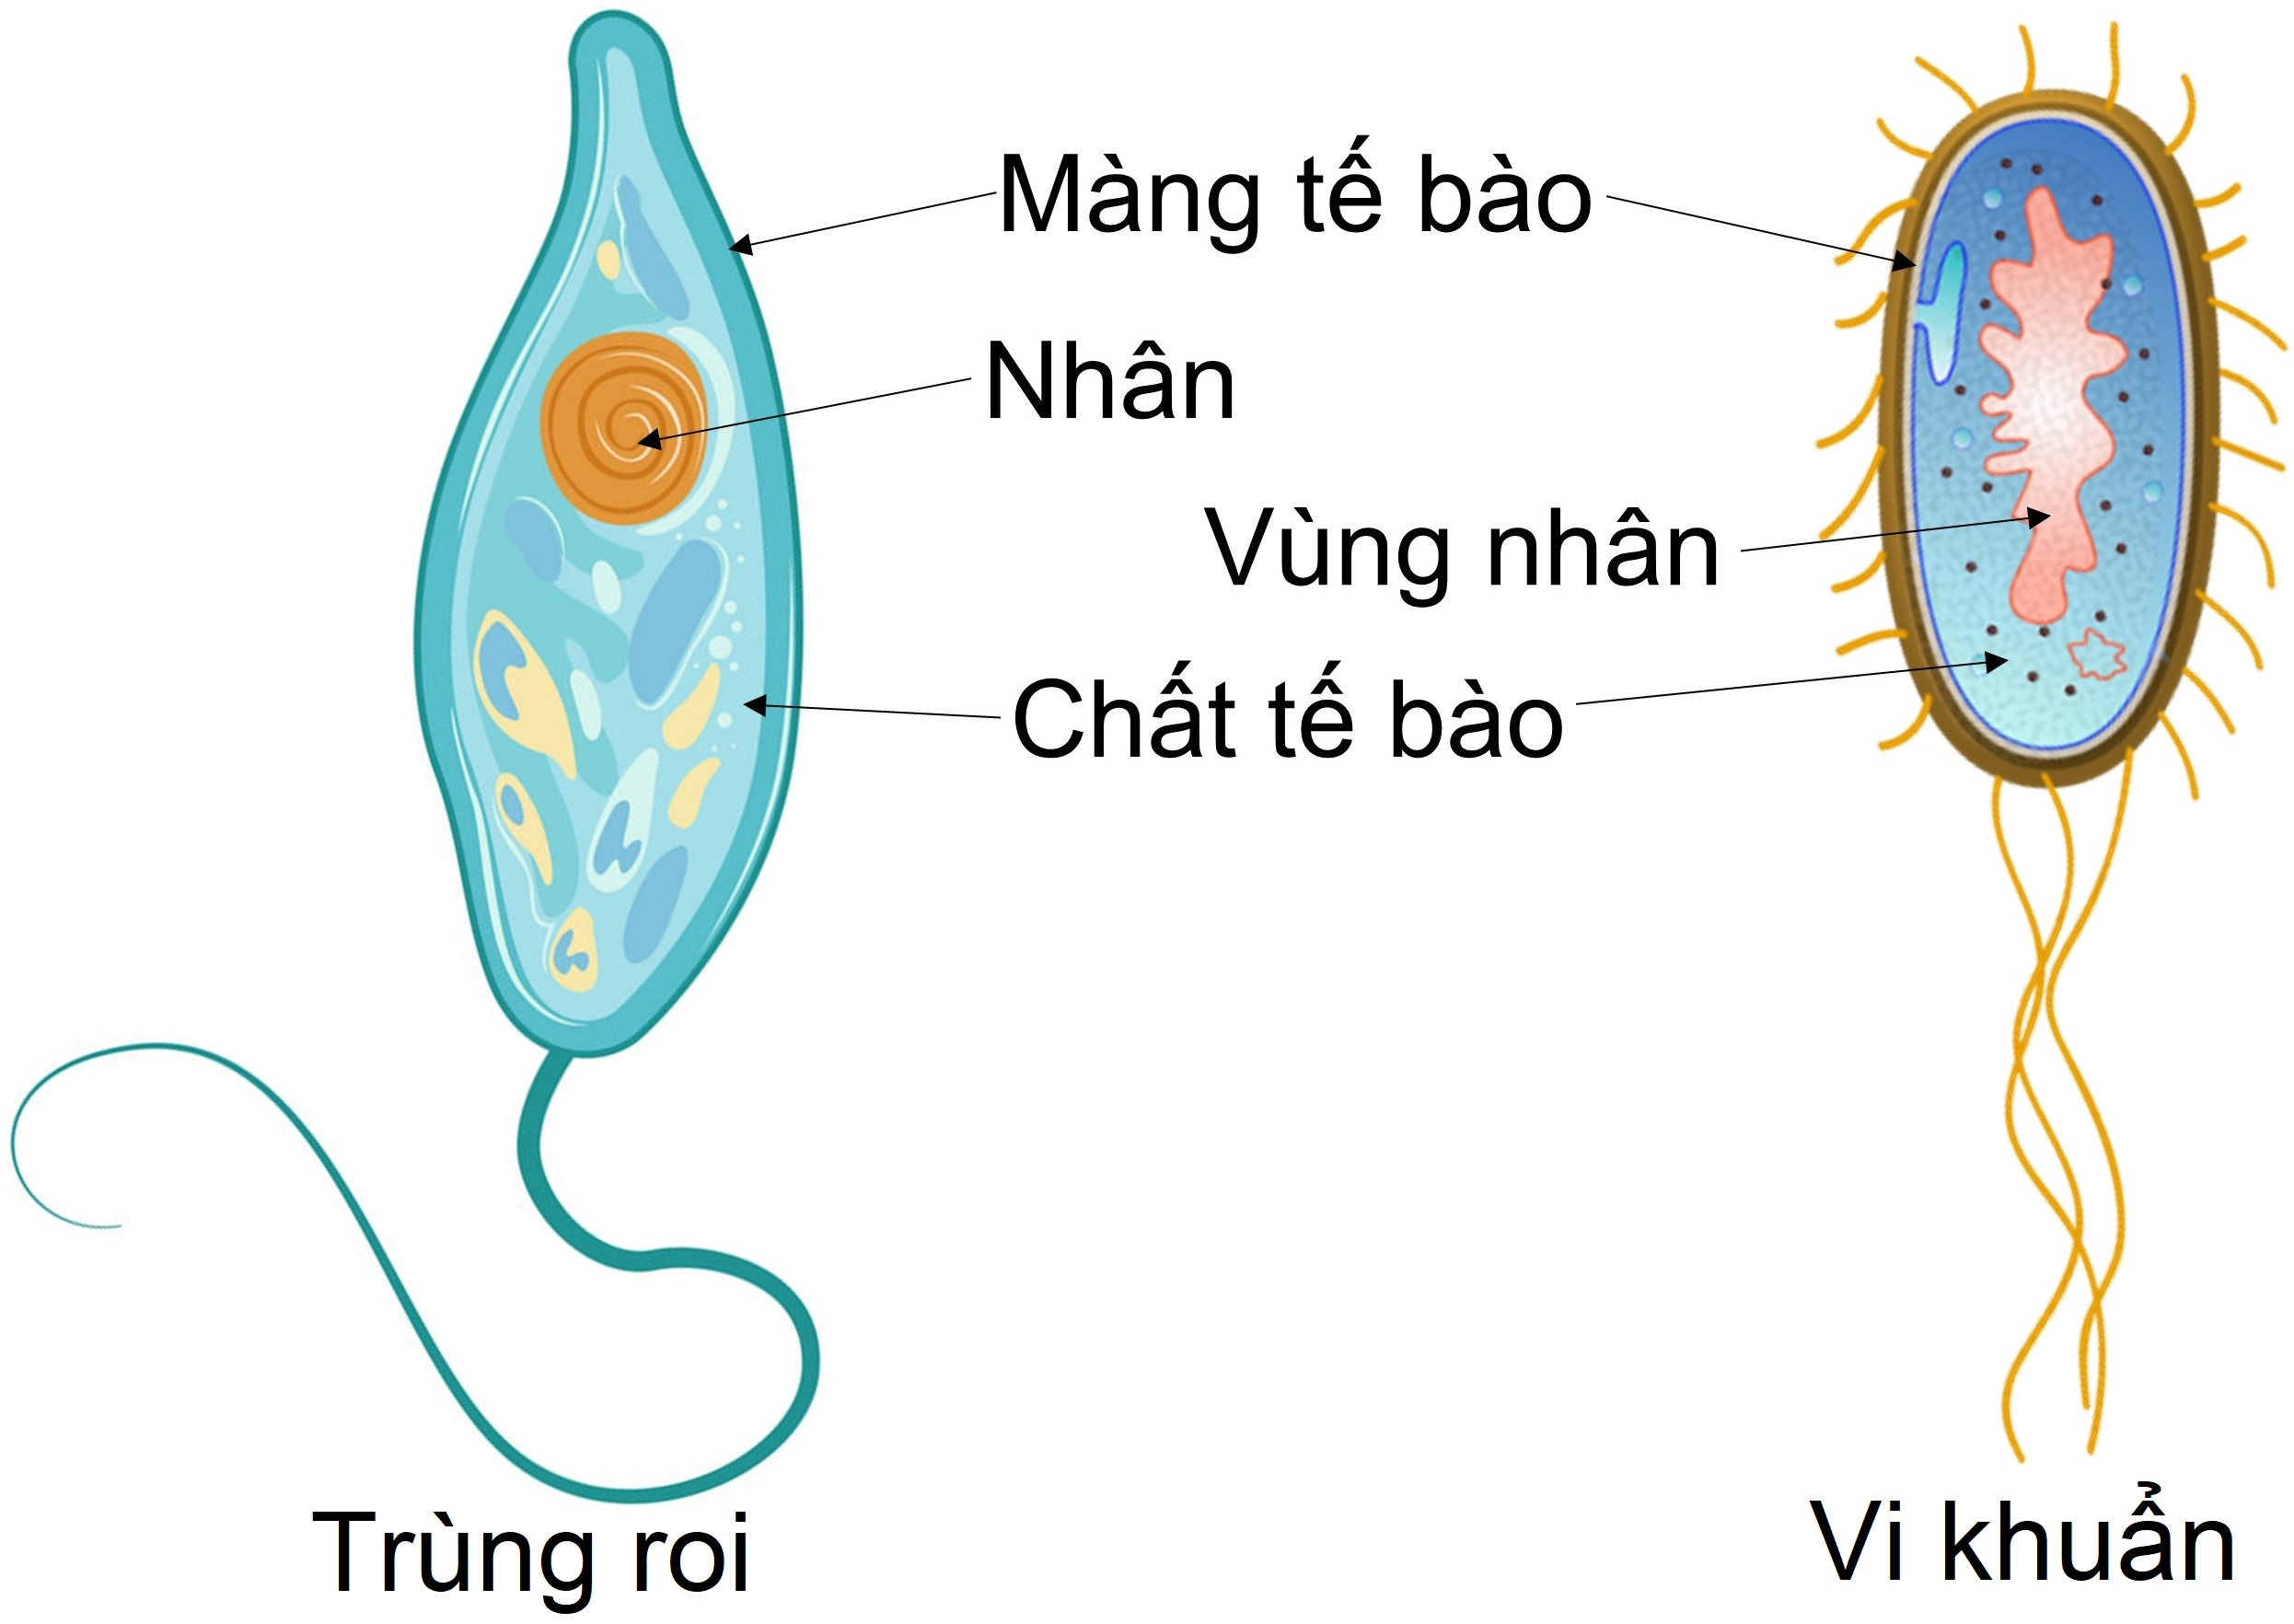 Màng tế bào
Nhân
Vùng nhân
Chất tế bào
Trùng roi
Vi khuẩn